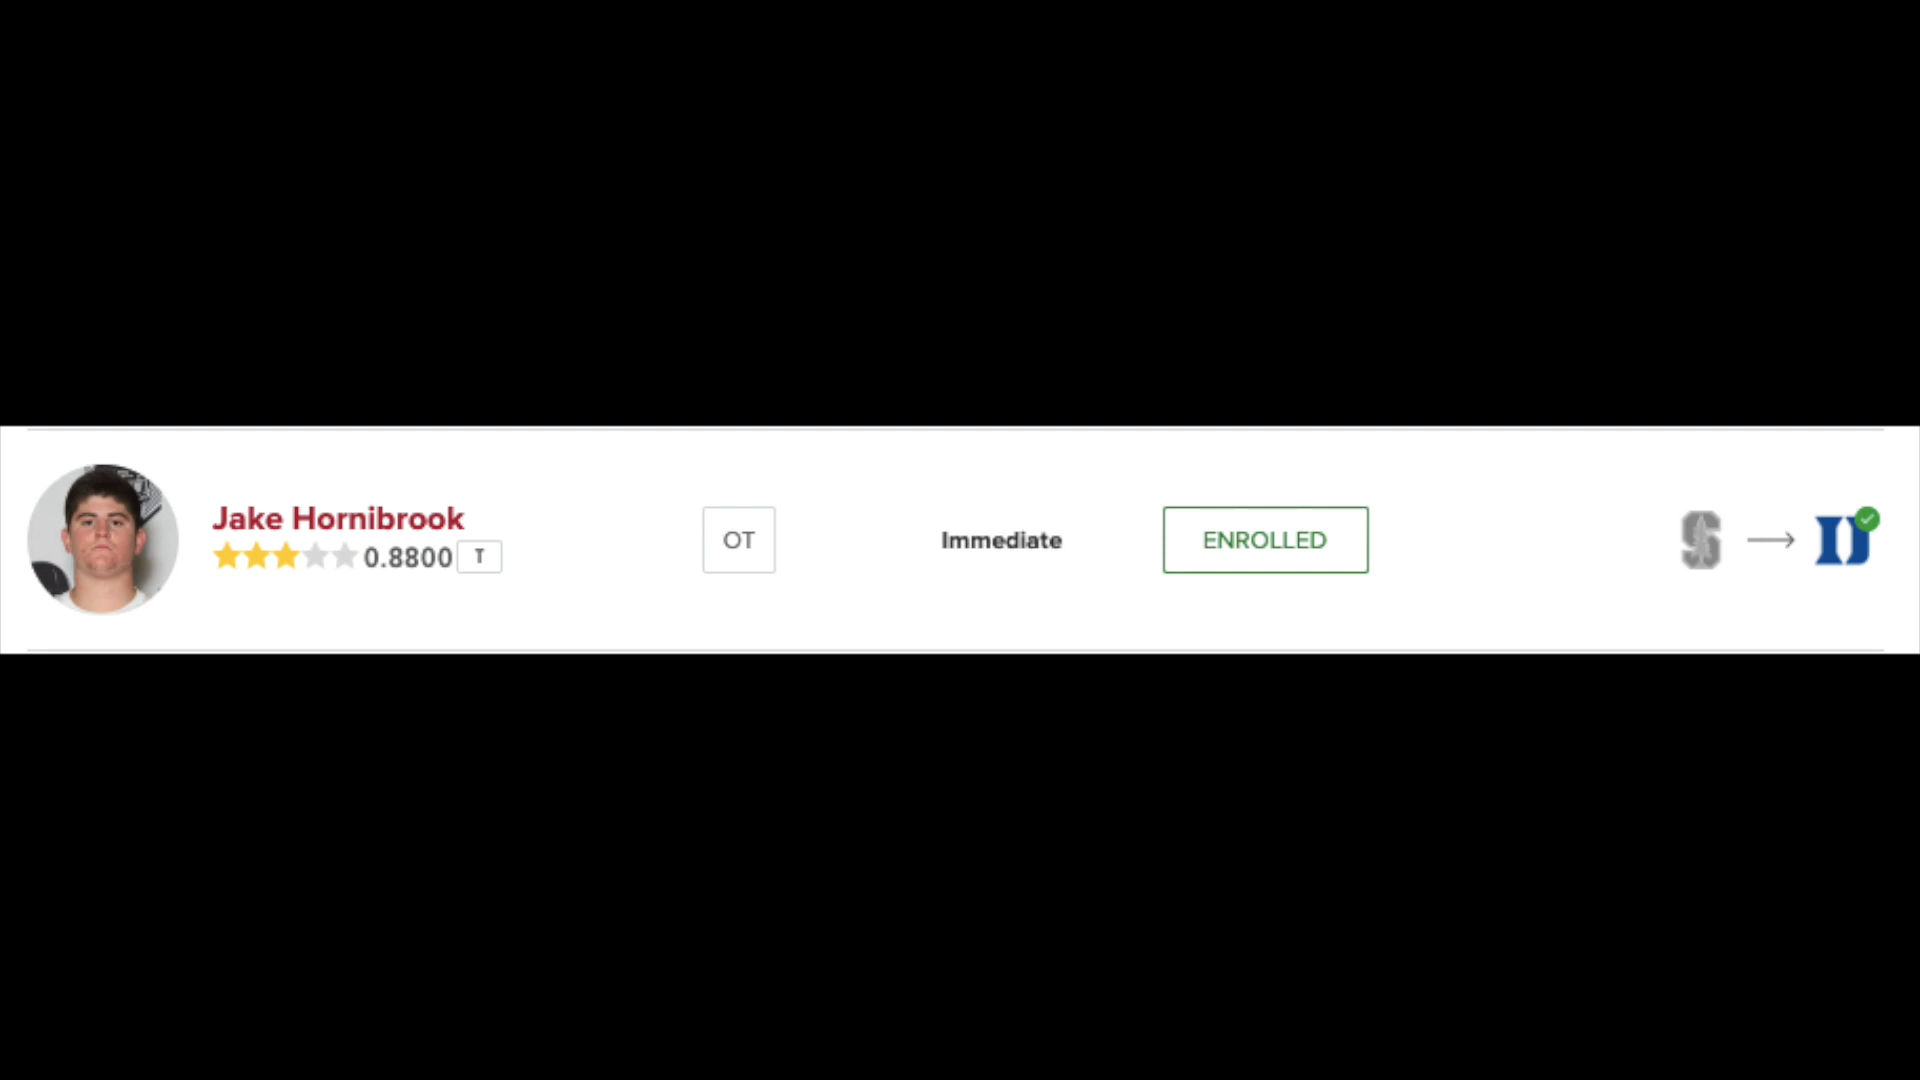 Jake Hornibrook
0.8800 T
OT
Immediate
ENROLLED
S
D